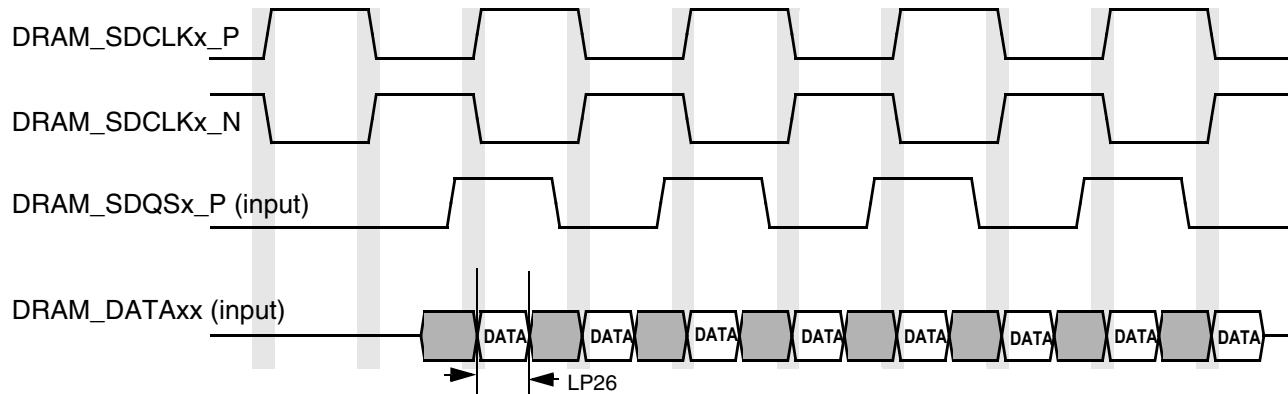 DRAM_SDCLKx_P
DRAM_SDCLKx_N
DRAM_SDQSx_P (input)
DRAM_DATAxx (input)
DATA DATA DATA DATA DATA DATA DATA DATA
LP26